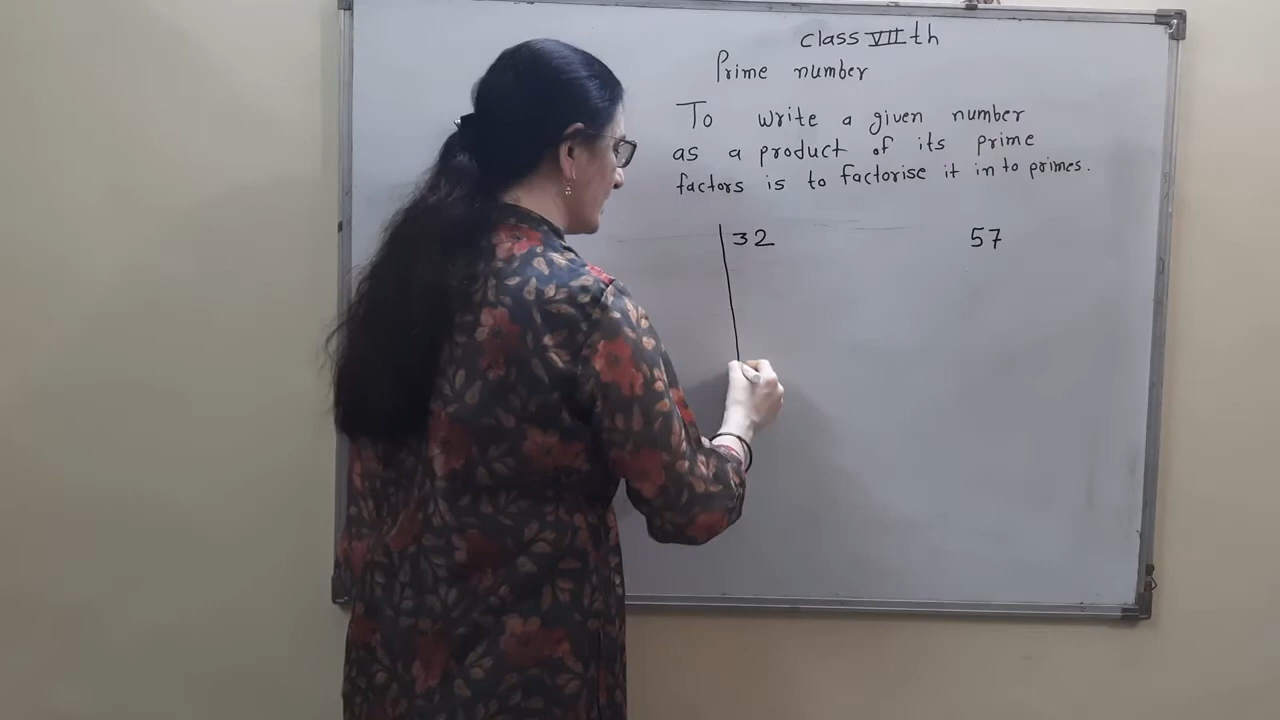 class VII th
Prime number
To write a given number
as a product of its prime
factors is to factorise it in to primes.
32 57